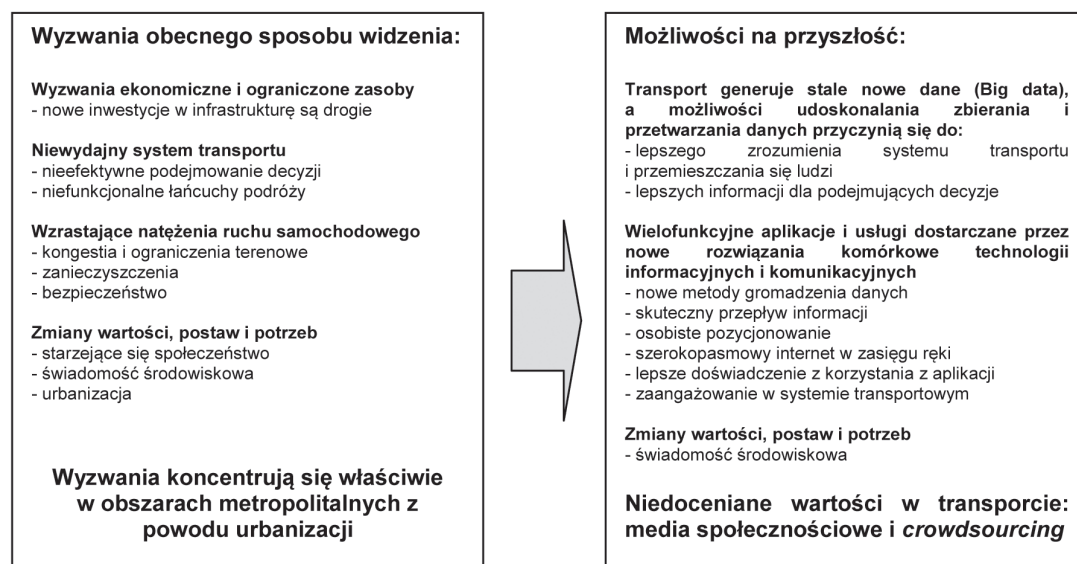 Wyzwania obecnego sposobu widzenia:
Wyzwania ekonomiczne i ograniczone zasoby
- nowe inwestycje w infrastrukturę są drogie
Niewydajny system transportu
- nieefektywne podejmowanie decyzji
- niefunkcjonalne łańcuchy podróży
Wzrastające natężenia ruchu samochodowego
- kongestia i ograniczenia terenowe
- zanieczyszczenia
- bezpieczeństwo
Zmiany wartości, postaw i potrzeb
- starzejące się społeczeństwo
- świadomość środowiskowa
- urbanizacja
Wyzwania koncentrują się właściwie
w obszarach metropolitalnych z
powodu urbanizacji
Możliwości na przyszłość:
Transport generuje stale nowe dane (Big data),
a możliwości udoskonalania zbierania i
przetwarzania danych przyczynią się do:
- lepszego zrozumienia systemu transportu
i przemieszczania się ludzi
- lepszych informacji dla podejmujących decyzje
Wielofunkcyjne aplikacje i usługi dostarczane przez
nowe rozwiązania komórkowe technologii
informacyjnych i komunikacyjnych
- nowe metody gromadzenia danych
- skuteczny przepływ informacji
- osobiste pozycjonowanie
- szerokopasmowy internet w zasięgu ręki
- lepsze doświadczenie z korzystania z aplikacji
- zaangażowanie w systemie transportowym
Zmiany wartości, postaw i potrzeb
- świadomość środowiskowa
Niedoceniane wartości w transporcie:
media społecznościowe i crowdsourcing